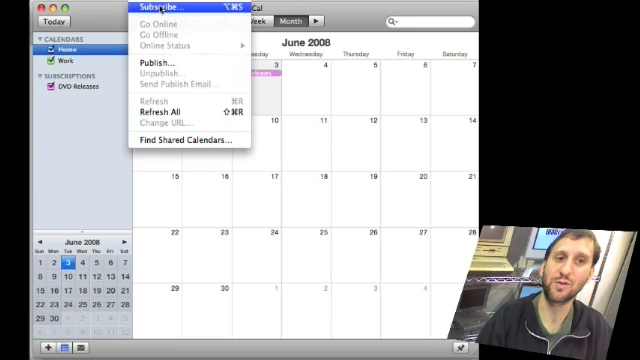 Subscribe... ⌥⌘S
Cal
Today
Week
Month
Go Online
Go Offline
Online Status
Publish...
Unpublish...
Send Publish Email...
Refresh ⌘R
Refresh All ⇧⌘R
Change URL...
Find Shared Calendars...
CALENDARS
Home
Work
SUBSCRIPTIONS
DVD Releases
June 2008
Wednesday Thursday Friday Saturday
3 4 5 6 7
10 11 12 13 14
15 16 17 18 19 20 21
22 23 24 25 26 27 28
29 30 1 2 3 4 5
June 2008
Sun Mon Tue Wed Thu Fri Sat
1 2 3 4 5 6 7
8 9 10 11 12 13 14
15 16 17 18 19 20 21
22 23 24 25 26 27 28
29 30